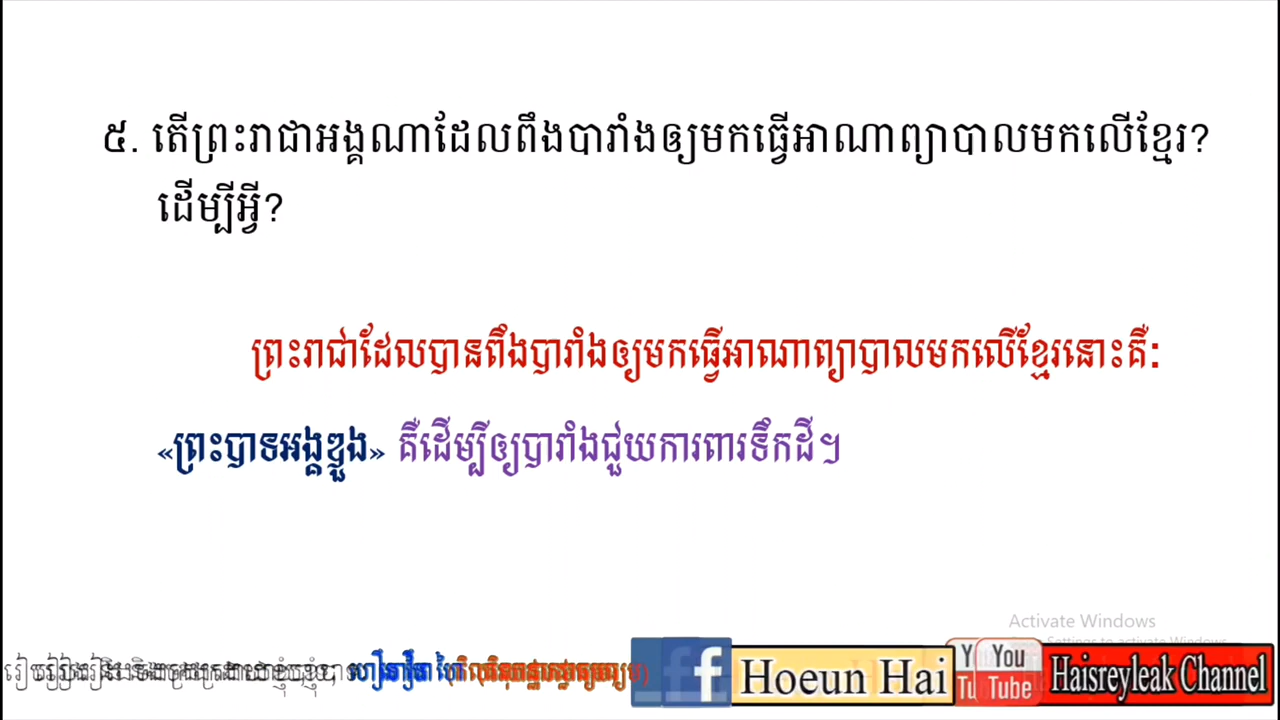 ៥. តើព្រះរាជាអង្គណាដែលពឹងបារាំងឲ្យមកធ្វើអាណាព្យាបាលមកលើខ្មែរ?
ដើម្បីអ្វី?
ព្រះរាជាដែលបានពឹងបារាំងឲ្យមកធ្វើអាណាព្យាបាលមកលើខ្មែរនោះគឺ:
«ព្រះបាទអង្គឌួង» គឺដើម្បីឲ្យបារាំងជួយការពារទឹកដី។
Activate Windows
Settings to activate Windows.
f Hoeun Hai
You
Tube
Haisreyleak Channel